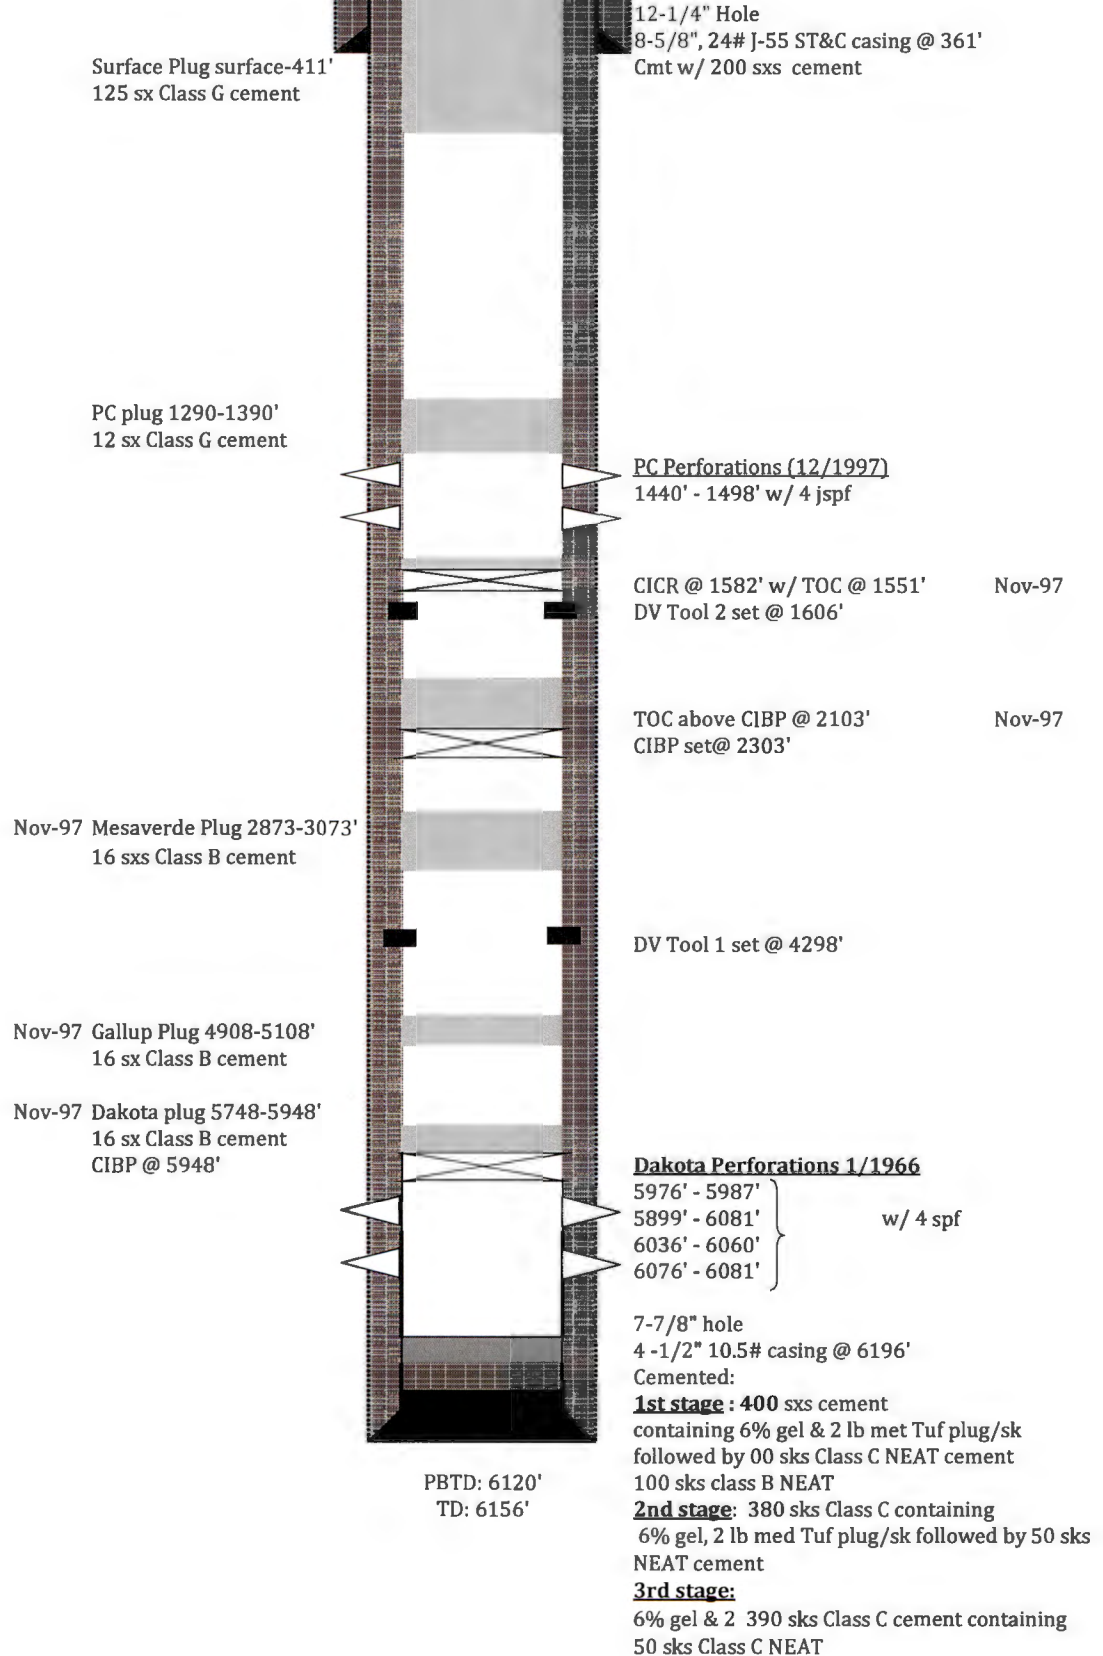 12-1/4" Hole
8-5/8", 24# J-55 ST&C casing @ 361'
Cmt w/ 200 sxs cement
Surface Plug surface-411'
125 sx Class G cement
PC plug 1290-1390'
12 sx Class G cement
PC Perforations (12/1997)
1440' - 1498' w/ 4 jspf
CICR @ 1582' w/ TOC @ 1551' Nov-97
DV Tool 2 set @ 1606'
TOC above CIBP @ 2103' Nov-97
CIBP set@ 2303'
Nov-97 Mesaverde Plug 2873-3073'
16 sxs Class B cement
DV Tool 1 set @ 4298'
Nov-97 Gallup Plug 4908-5108'
16 sx Class B cement
Nov-97 Dakota plug 5748-5948'
16 sx Class B cement
CIBP @ 5948'
Dakota Perforations 1/1966
5976' - 5987'
5899' - 6081' w/ 4 spf
6036' - 6060'
6076' - 6081'
7-7/8" hole
4 -1/2" 10.5# casing @ 6196'
Cemented:
1st stage : 400 sxs cement
containing 6% gel & 2 lb met Tuf plug/sk
followed by 00 sks Class C NEAT cement
100 sks class B NEAT
2nd stage: 380 sks Class C containing
6% gel, 2 lb med Tuf plug/sk followed by 50 sks
NEAT cement
3rd stage:
6% gel & 2 390 sks Class C cement containing
50 sks Class C NEAT
PBTD: 6120'
TD: 6156'